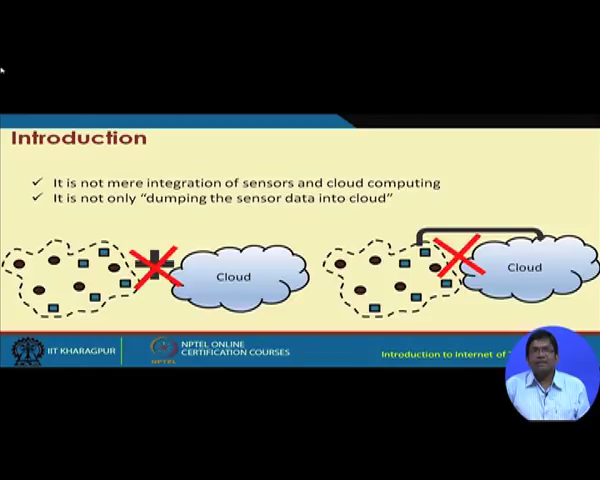 Introduction
It is not mere integration of sensors and cloud computing
It is not only “dumping the sensor data into cloud”
Cloud
Cloud
IIT KHARAGPUR
NPTEL ONLINE
CERTIFICATION COURSES
NPTEL
Introduction to Internet of